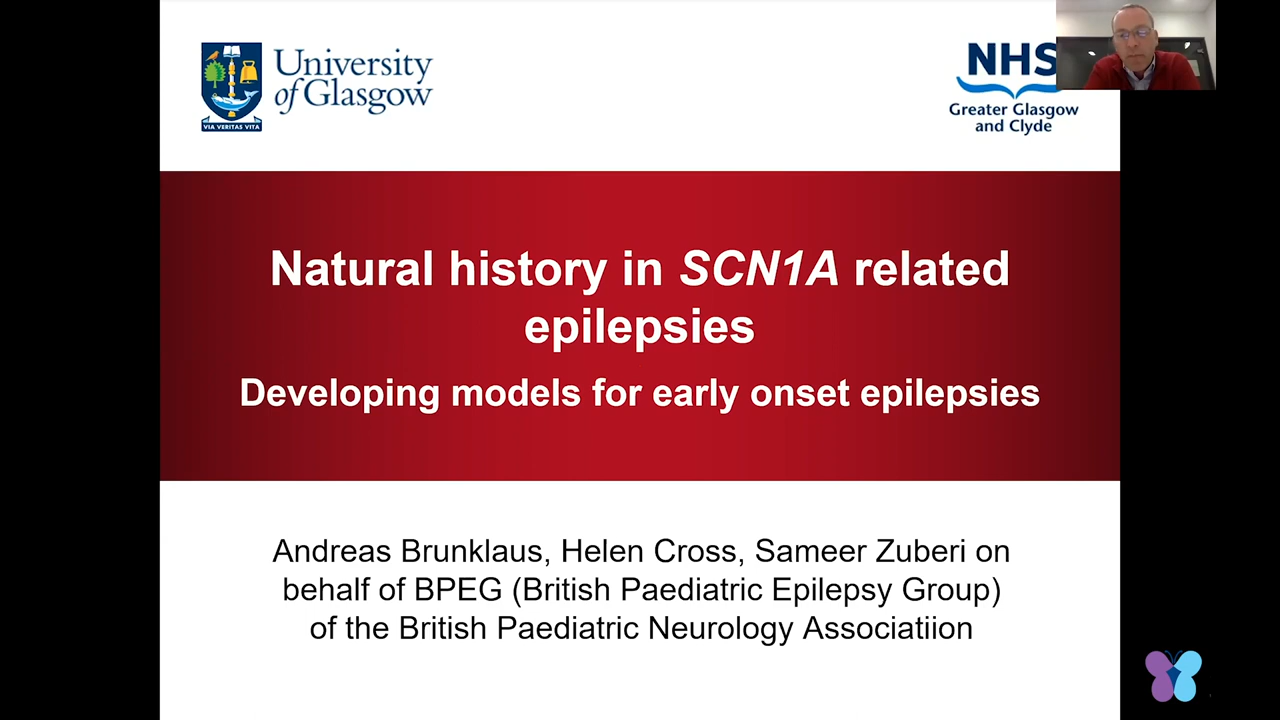 University
of Glasgow
VIA VERITAS VITA
NHS
Greater Glasgow
and Clyde
Natural history in SCN1A related
epilepsies
Developing models for early onset epilepsies
Andreas Brunklaus, Helen Cross, Sameer Zuberi on
behalf of BPEG (British Paediatric Epilepsy Group)
of the British Paediatric Neurology Associatiion